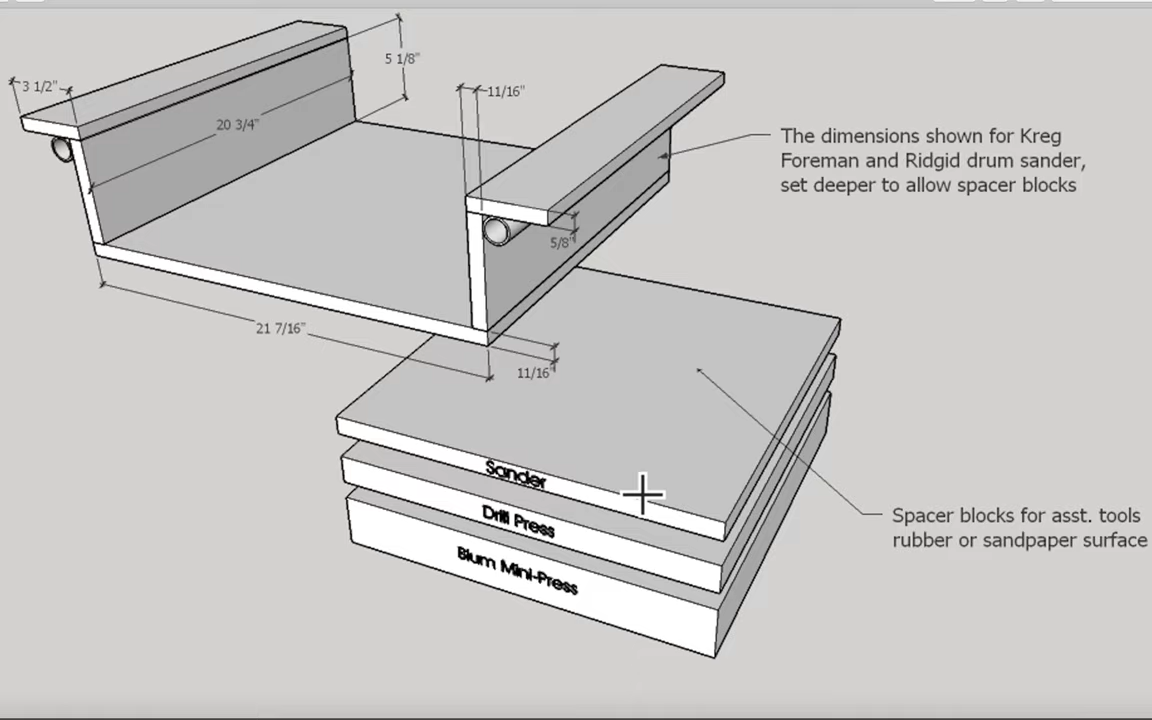 3 1/2"
5 1/8"
11/16"
20 3/4"
The dimensions shown for Kreg
Foreman and Ridgid drum sander,
set deeper to allow spacer blocks
5/8"
21 7/16"
11/16"
Sander
Drill Press
Blum Mini-Press
Spacer blocks for asst. tools
rubber or sandpaper surface